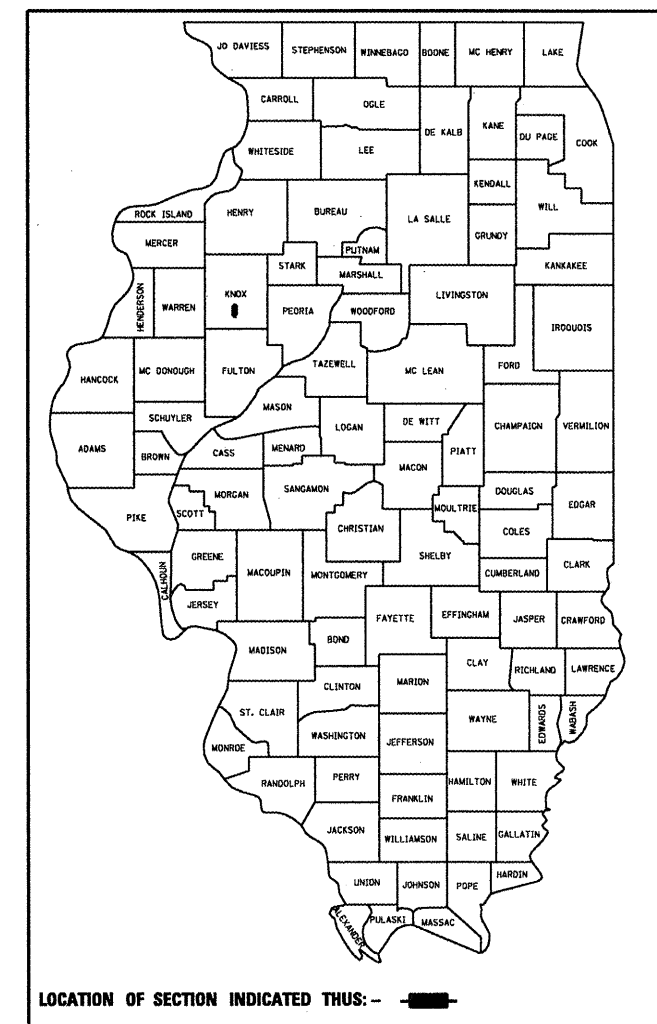 JO DAVIESS STEPHENSON WINNEBAGO BOONE MC HENRY LAKE
CARROLL OGLE DE KALB KANE DU PAGE COOK
WHITESIDE LEE
KENDALL WILL
ROCK ISLAND HENRY BUREAU LA SALLE GRUNDY
MERCER PUTNAM
STARK MARSHALL KANKAKEE
HENDERSON WARREN KNOX PEORIA WOODFORD LIVINGSTON IROQUOIS
HANCOCK MC DONOUGH FULTON TAZEWELL MC LEAN FORD
MASON
SCHUYLER LOGAN DE WITT CHAMPAIGN VERMILION
ADAMS BROWN CASS MENARD PIATT
MACON
PIKE SCOTT MORGAN SANGAMON MOULTRIE DOUGLAS EDGAR
CHRISTIAN COLES
CALHOUN GREENE MACOUPIN MONTGOMERY SHELBY CUMBERLAND CLARK
JERSEY
FAYETTE EFFINGHAM JASPER CRAWFORD
MADISON BOND
CLAY RICHLAND LAWRENCE
CLINTON MARION
ST. CLAIR WAYNE EDWARDS WABASH
WASHINGTON JEFFERSON
MONROE
RANDOLPH PERRY HAMILTON WHITE
FRANKLIN
JACKSON WILLIAMSON SALINE GALLATIN
UNION JOHNSON POPE HARDIN
ALEXANDER PULASKI MASSAC
LOCATION OF SECTION INDICATED THUS: -